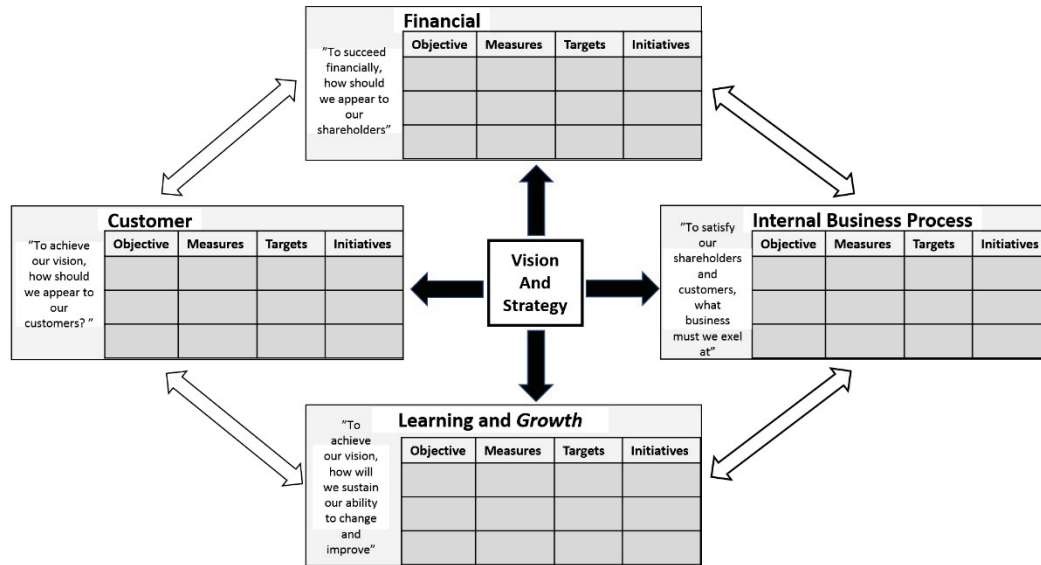 Financial
"To succeed
financially,
how should
we appear to
our
shareholders"
Objective Measures Targets Initiatives
Customer
"To achieve
our vision,
how should
we appear to
our
customers? "
Objective Measures Targets Initiatives
Vision
And
Strategy
Internal Business Process
"To satisfy
our
shareholders
and
customers,
what
business
must we exel
at"
Objective Measures Targets Initiatives
Learning and Growth
"To
achieve
our vision,
how will
we sustain
our ability
to change
and
improve"
Objective Measures Targets Initiatives